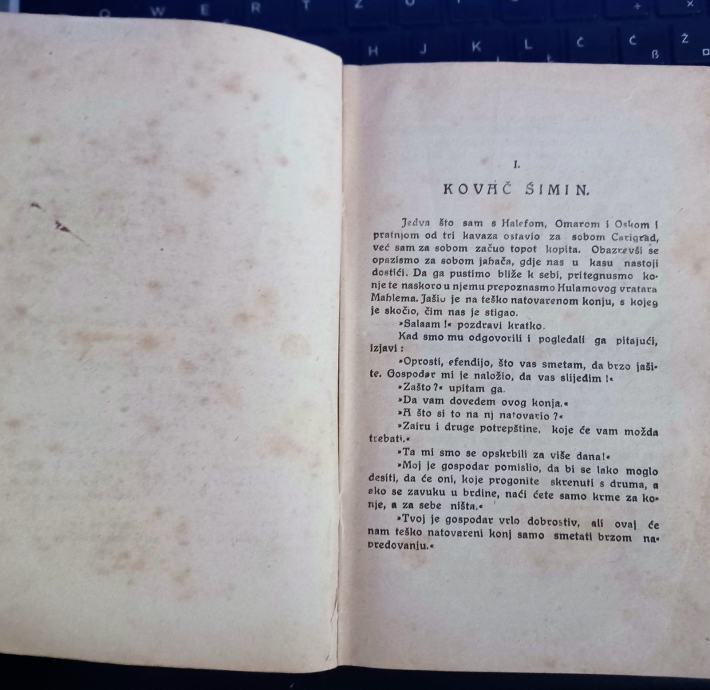 Q W E R T Z U
÷ ×
H J K L Č Ć Ž
ß ¤
I.
KOVAČ ŠIMIN.
Jedva što sam s Halefom, Omarom i Oskom i
pratnjom od tri kavaza ostavio za sobom Carigrad,
već sam za sobom začuo topot kopita. Obazrevši se
opazismo za sobom jahača, gdje nas u kasu nastoji
dostići. Da ga pustimo bliže k sebi, pritegnusmo ko-
nje te naskoro u njemu prepoznasmo Hulamovog vratara
Mahlema. Jašio je na teško natovarenom konju, s kojeg
je skočio, čim nas je stigao.
»Salaam !« pozdravi kratko.
Kad smo mu odgovorili i pogledali ga pitajući,
izjavi :
»Oprosti, efendijo, što vas smetam, da brzo jaši-
te. Gospodar mi je naložio, da vas slijedim !«
»Zašto ?« upitam ga.
»Da vam dovedem ovog konja.«
»A što si to na nj natovario ?«
»Zairu i druge potrepštine, koje će vam možda
trebati.«
»Ta mi smo se opskrbili za više dana!«
»Moj je gospodar pomislio, da bi se lako moglo
desiti, da će oni, koje progonite skrenuti s druma, a
ako se zavuku u brdine, naći ćete samo krme za ko-
nje, a za sebe ništa.«
»Tvoj je gospodar vrlo dobrostiv, ali ovaj će
nam teško natovareni konj samo smetati brzom na-
predovanju.«